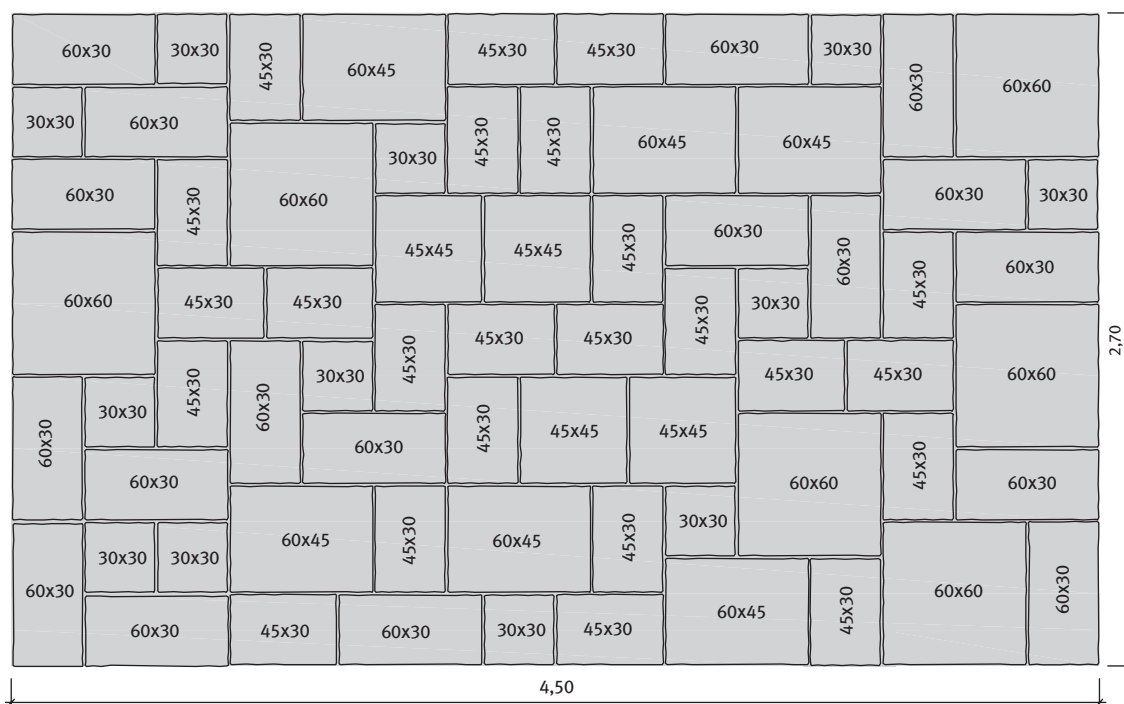 60x30 30x30 45x30 60x45 45x30 45x30 60x30 30x30 60x30 60x60
30x30 60x30 45x30 45x30 60x45 60x45
60x60 30x30
60x30 45x30 60x30 30x30
45x45 45x45 45x30 60x30 60x30 45x30 60x30
60x60 45x30 45x30 45x30 30x30
45x30 45x30 45x30 60x60
45x30 60x30 30x30 45x30 45x30
60x30 30x30 60x30 45x30 45x45 45x45
60x30 60x60 45x30 60x30
30x30 30x30 60x45 45x30 60x45 45x30 30x30
60x30 60x45 45x30 60x60 60x30
60x30 45x30 60x30 30x30 45x30
2,70
4,50